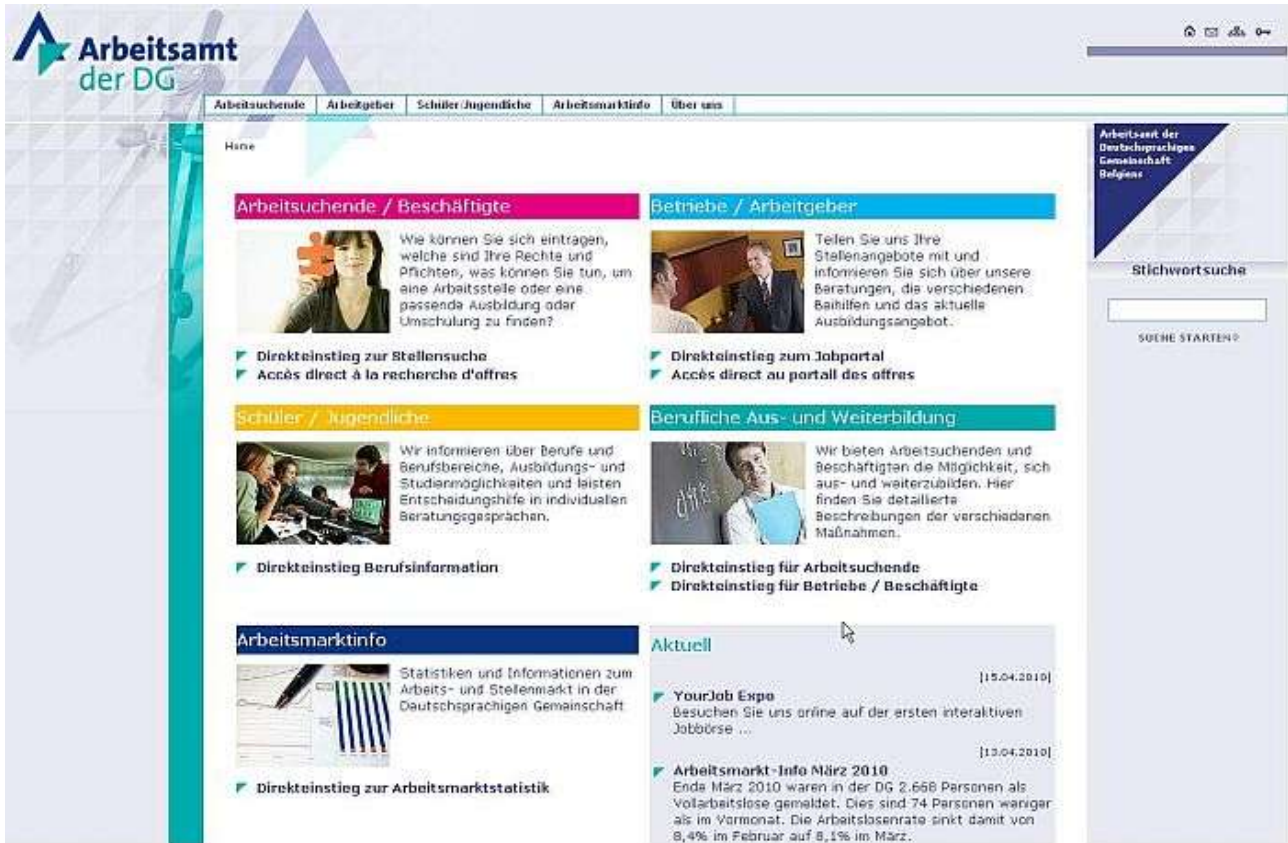 Arbeitsamt
der DG
Arbeitsuchende Arbeitgeber Schüler/Jugendliche Arbeitsmarktinfo Über uns
Home
Arbeitsuchende / Beschäftigte
Wie können Sie sich eintragen,
welche sind Ihre Rechte und
Pflichten, was können Sie tun, um
eine Arbeitsstelle oder eine
passende Ausbildung oder
Umschulung zu finden?
Direkteinstieg zur Stellensuche
Accès direct à la recherche d'offres
Betriebe / Arbeitgeber
Teilen Sie uns Ihre
Stellenangebote mit und
informieren Sie sich über unsere
Beratungen, die verschiedenen
Beihilfen und das aktuelle
Ausbildungsangebot.
Direkteinstieg zum Jobportal
Accès direct au portail des offres
Schüler / Jugendliche
Wir informieren über Berufe und
Berufsbereiche, Ausbildungs- und
Studienmöglichkeiten und leisten
Entscheidungshilfe in individuellen
Beratungsgesprächen.
Direkteinstieg Berufsinformation
Berufliche Aus- und Weiterbildung
Wir bieten Arbeitsuchenden und
Beschäftigten die Möglichkeit, sich
aus- und weiterzubilden. Hier
finden Sie detaillierte
Beschreibungen der verschiedenen
Maßnahmen.
Direkteinstieg für Arbeitsuchende
Direkteinstieg für Betriebe / Beschäftigte
Arbeitsmarktinfo
Statistiken und Informationen zum
Arbeits- und Stellenmarkt in der
Deutschsprachigen Gemeinschaft
Direkteinstieg zur Arbeitsmarktstatistik
Aktuell
[15.04.2010]
YourJob Expo
Besuchen Sie uns online auf der ersten interaktiven
Jobbörse ...
[13.04.2010]
Arbeitsmarkt-Info März 2010
Ende März 2010 waren in der DG 2.668 Personen als
Vollarbeitslose gemeldet. Dies sind 74 Personen weniger
als im Vormonat. Die Arbeitslosenrate sinkt damit von
8,4% im Februar auf 8,1% im März.
Arbeitsamt der
Deutschsprachigen
Gemeinschaft
Belgiens
Stichwortsuche
SUCHE STARTEN